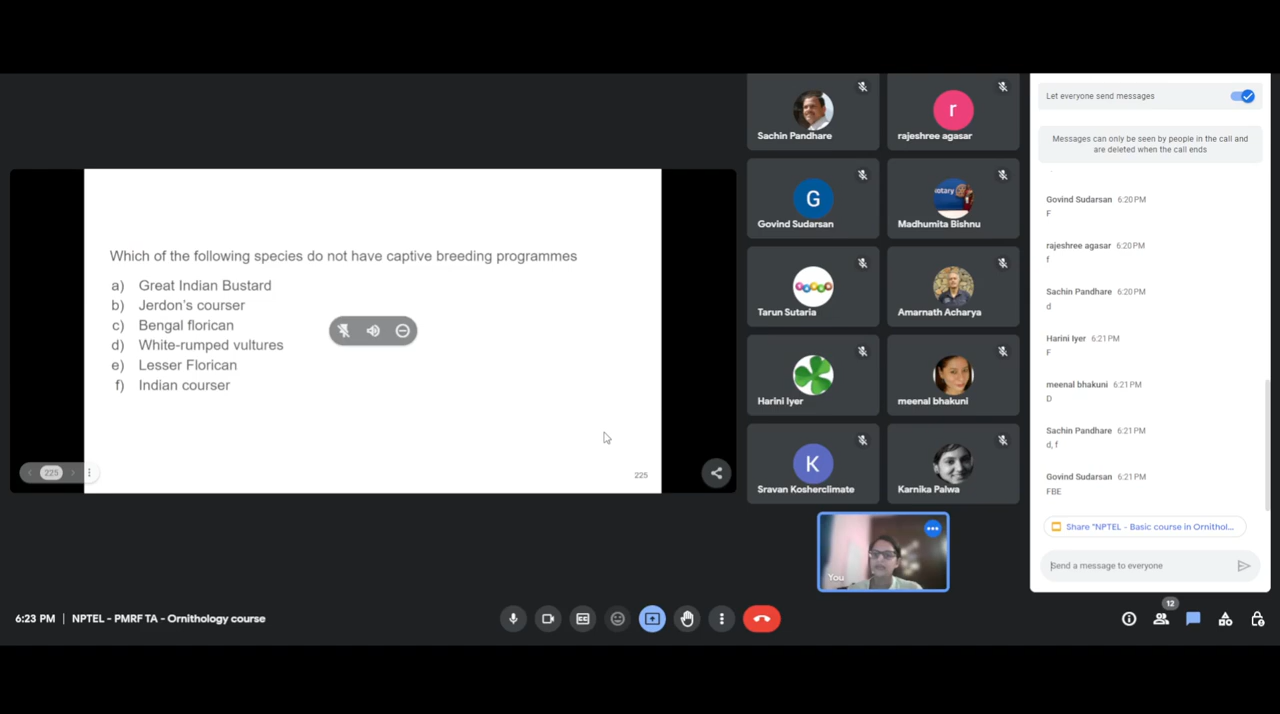 Which of the following species do not have captive breeding programmes
a) Great Indian Bustard
b) Jerdon's courser
c) Bengal florican
d) White-rumped vultures
e) Lesser Florican
f) Indian courser
225
225
Sachin Pandhare
r
rajeshree agasar
G
Govind Sudarsan
otary
Madhumita Bishnu
Tarun Sutaria
Amarnath Acharya
Harini Iyer
meenal bhakuni
K
Sravan Kosherclimate
Karnika Palwa
You
Let everyone send messages
Messages can only be seen by people in the call and
are deleted when the call ends
Govind Sudarsan 6:20 PM
F
rajeshree agasar 6:20 PM
f
Sachin Pandhare 6:20 PM
d
Harini Iyer 6:21 PM
F
meenal bhakuni 6:21 PM
D
Sachin Pandhare 6:21 PM
d, f
Govind Sudarsan 6:21 PM
FBE
Share "NPTEL - Basic course in Ornithol...
Send a message to everyone
6:23 PM | NPTEL - PMRF TA - Ornithology course
12